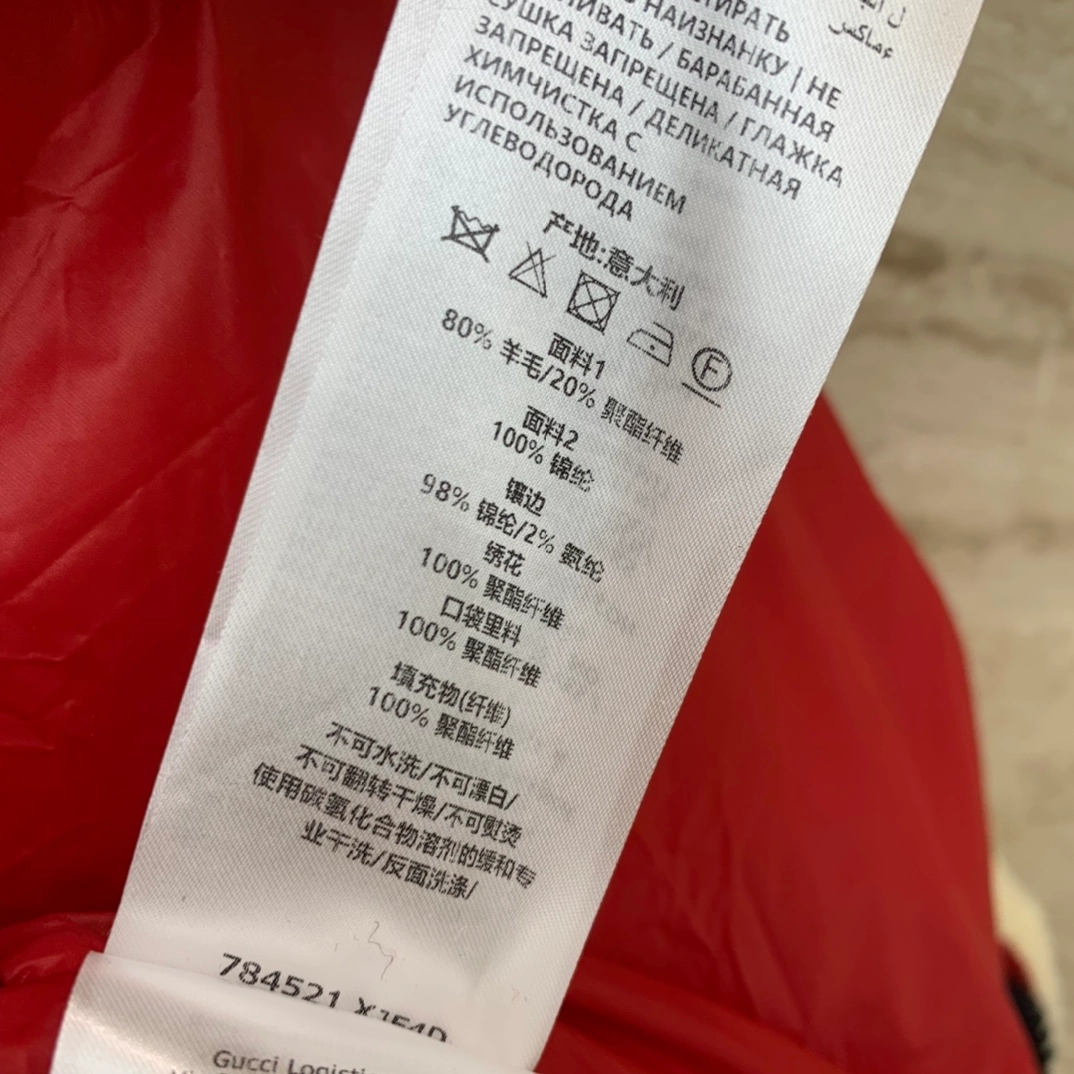 НАИЗНАНКУ | НЕ
/ БАРАБАННАЯ
СУШКА ЗАПРЕЩЕНА / ГЛАЖКА
ЗАПРЕЩЕНА / ДЕЛИКАТНАЯ
ХИМЧИСТКА С
ИСПОЛЬЗОВАНИЕМ
УГЛЕВОДОРОДА
产地:意大利
F
面料1
80% 羊毛/20% 聚酯纤维
面料2
100% 锦纶
镶边
98% 锦纶/2% 氨纶
绣花
100% 聚酯纤维
口袋里料
100% 聚酯纤维
填充物(纤维)
100% 聚酯纤维
不可水洗/不可漂白/
不可翻转干燥/不可熨烫
使用碳氢化合物溶剂的缓和专
业干洗/反面洗涤/
784521
Gucci